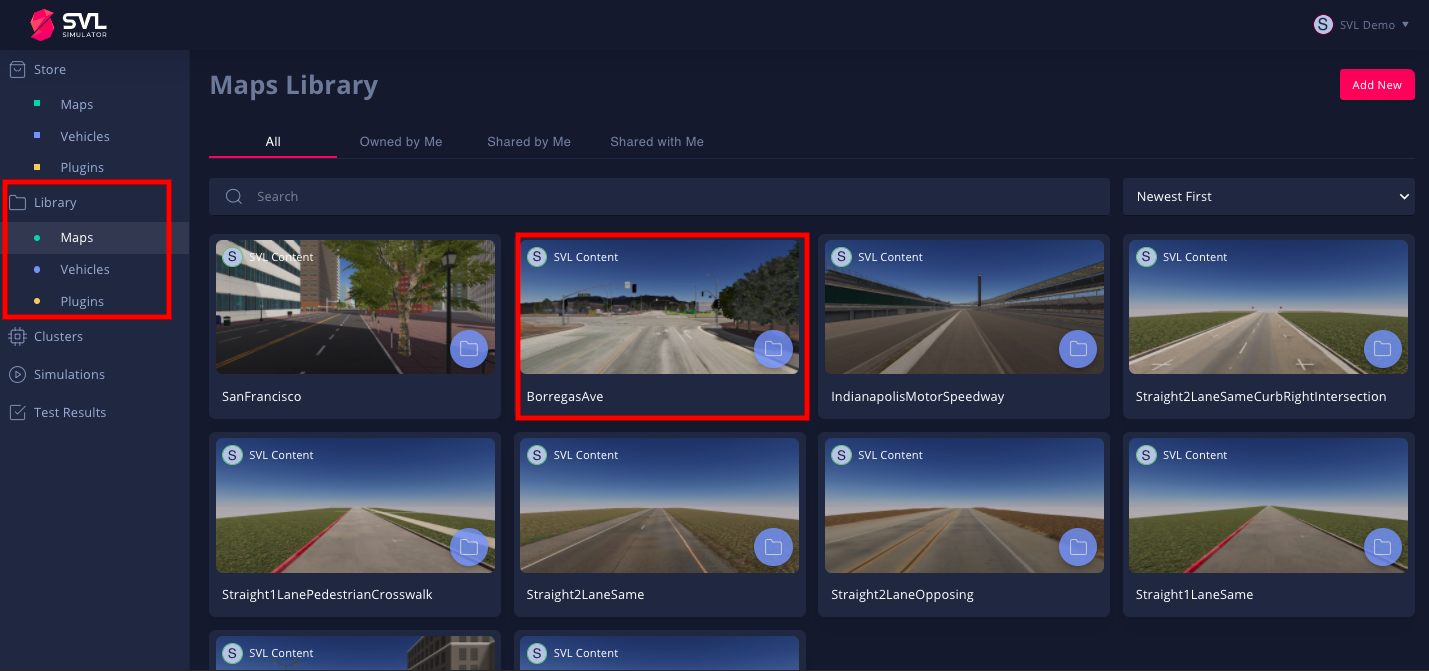 SVL
SIMULATOR
S SVL Demo
Store
Maps
Vehicles
Plugins
Library
Maps
Vehicles
Plugins
Clusters
Simulations
Test Results
Maps Library
Add New
All Owned by Me Shared by Me Shared with Me
Search
Newest First
S SVL Content
SanFrancisco
S SVL Content
BorregasAve
S SVL Content
IndianapolisMotorSpeedway
S SVL Content
Straight2LaneSameCurbRightIntersection
S SVL Content
Straight1LanePedestrianCrosswalk
S SVL Content
Straight2LaneSame
S SVL Content
Straight2LaneOpposing
S SVL Content
Straight1LaneSame
S SVL Content
S SVL Content